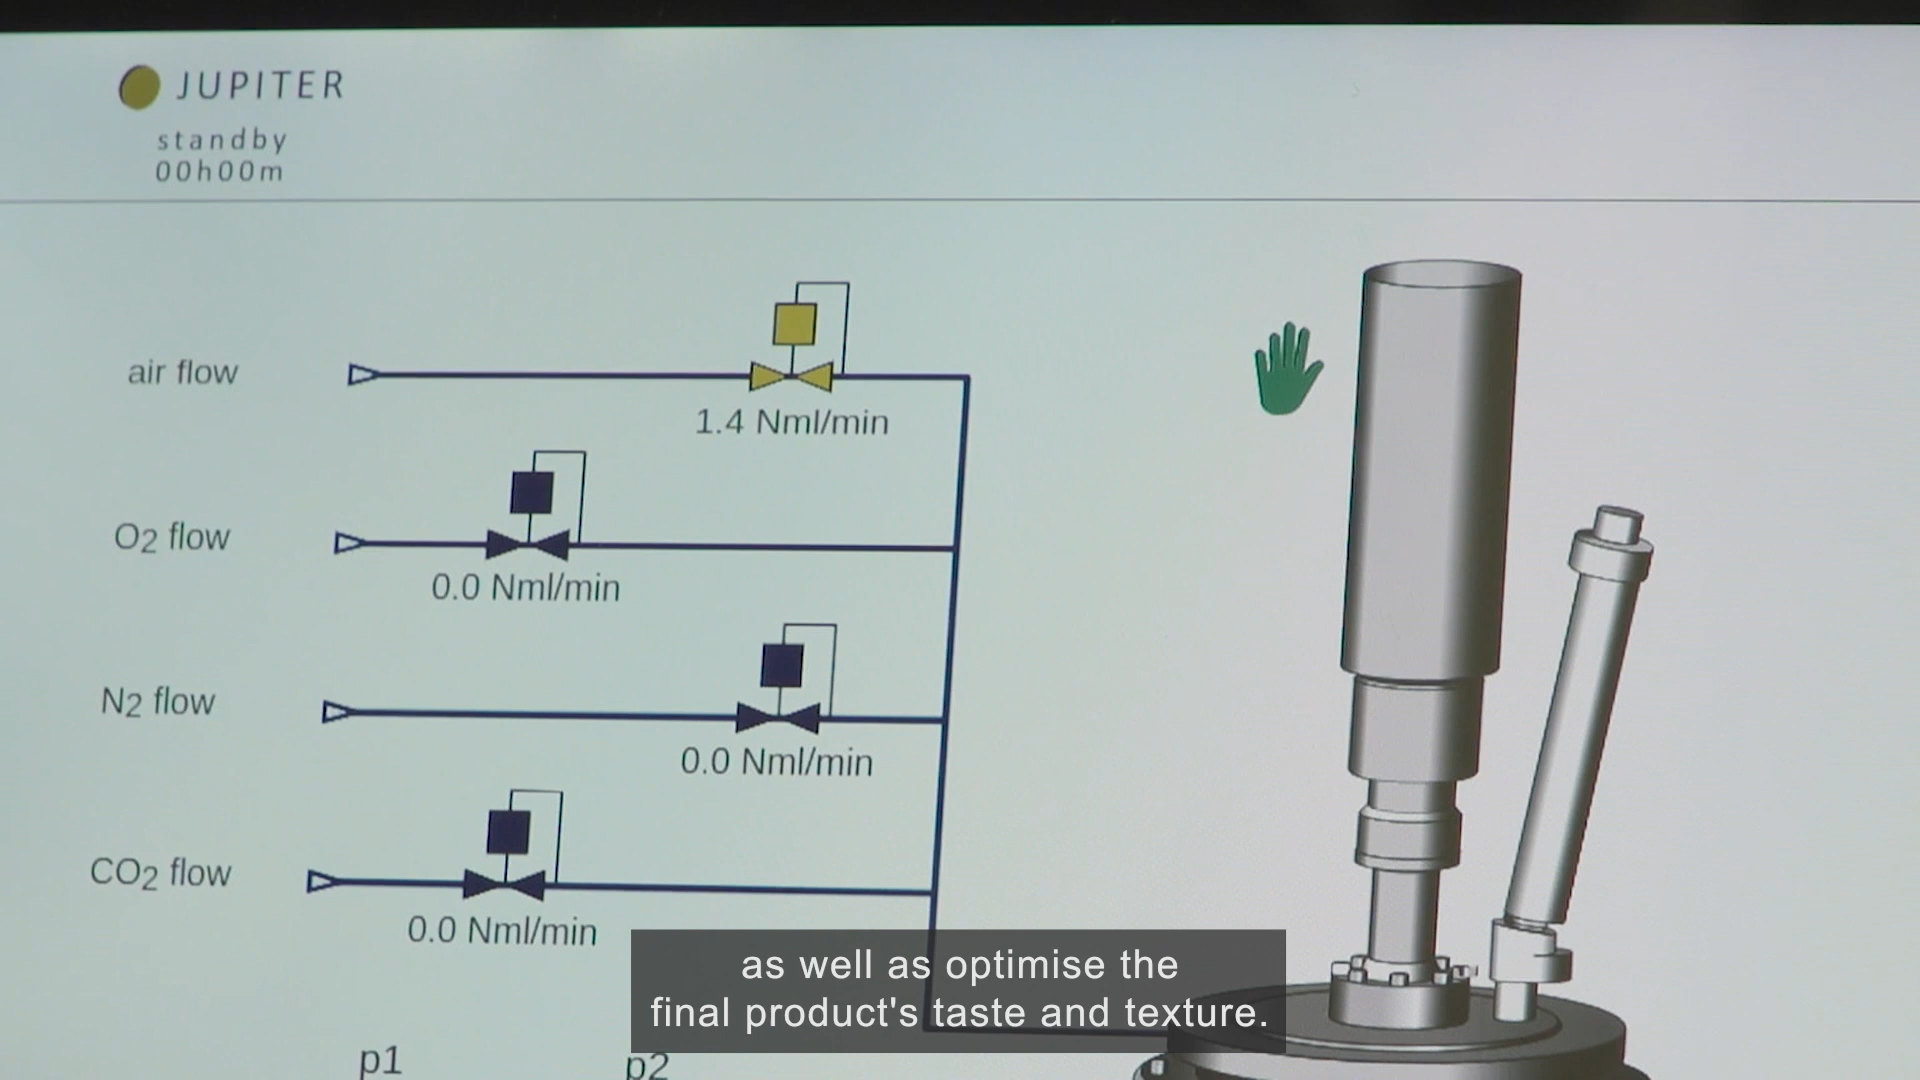 JUPITER
standby
00h00m
air flow
1.4 Nml/min
O2 flow
0.0 Nml/min
N2 flow
0.0 Nml/min
CO2 flow
0.0 Nml/min
as well as optimise the
final product's taste and texture.
p1
p2